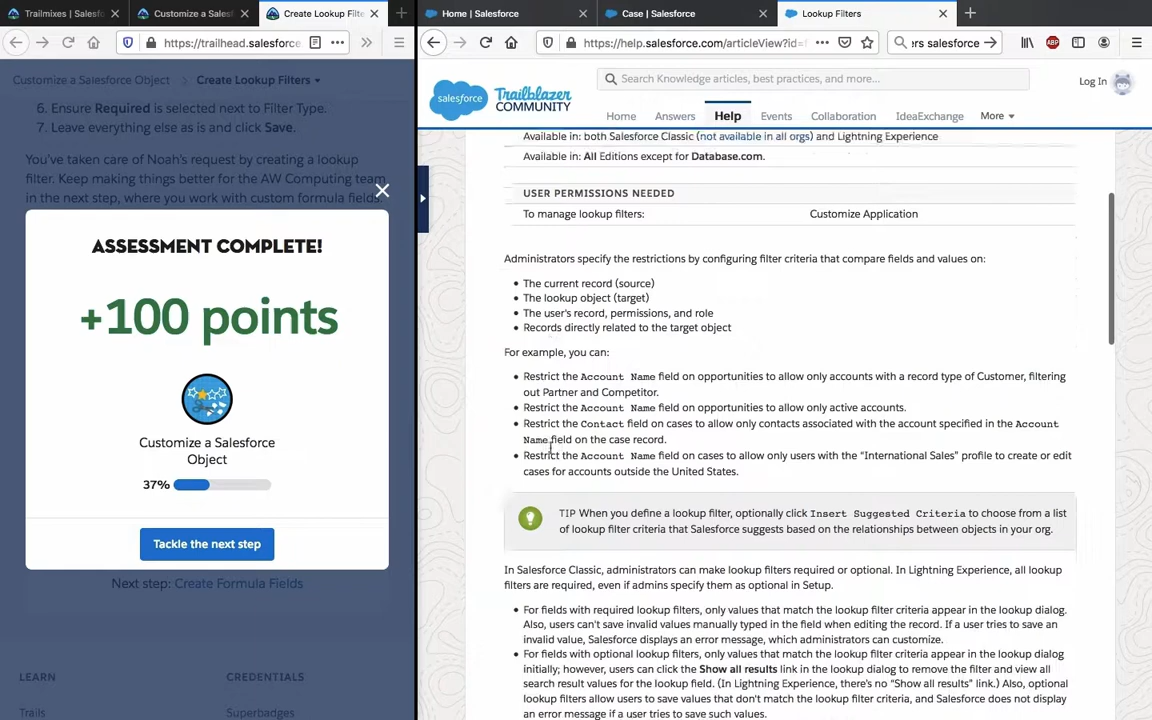 Trailmixes | Salesf
Customize a Salesf
Create Lookup Filte
https://trailhead.salesforce
Customize a Salesforce Object
Create Lookup Filters
6. Ensure Required is selected next to Filter Type.
7. Leave everything else as is and click Save.
You've taken care of Noah's request by creating a lookup
filter. Keep making things better for the AW Computing team
in the next step, where you work with custom formula fields.
ASSESSMENT COMPLETE!
+100 points
Customize a Salesforce
Object
37%
Tackle the next step
Next step: Create Formula Fields
LEARN
CREDENTIALS
Trails
Superbadges
Home | Salesforce
Case | Salesforce
Lookup Filters
https://help.salesforce.com/articleView?id=
ers salesforce
ABP
salesforce
Trailblazer
COMMUNITY
Search Knowledge articles, best practices, and more...
Log In
Home
Answers
Help
Events
Collaboration
IdeaExchange
More
Available in: both Salesforce Classic (not available in all orgs) and Lightning Experience
Available in: All Editions except for Database.com.
USER PERMISSIONS NEEDED
To manage lookup filters:
Customize Application
Administrators specify the restrictions by configuring filter criteria that compare fields and values on:
• The current record (source)
• The lookup object (target)
• The user's record, permissions, and role
• Records directly related to the target object
For example, you can:
• Restrict the Account Name field on opportunities to allow only accounts with a record type of Customer, filtering
out Partner and Competitor.
• Restrict the Account Name field on opportunities to allow only active accounts.
• Restrict the Contact field on cases to allow only contacts associated with the account specified in the Account
Name field on the case record.
• Restrict the Account Name field on cases to allow only users with the “International Sales” profile to create or edit
cases for accounts outside the United States.
TIP When you define a lookup filter, optionally click Insert Suggested Criteria to choose from a list
of lookup filter criteria that Salesforce suggests based on the relationships between objects in your org.
In Salesforce Classic, administrators can make lookup filters required or optional. In Lightning Experience, all lookup
filters are required, even if admins specify them as optional in Setup.
• For fields with required lookup filters, only values that match the lookup filter criteria appear in the lookup dialog.
Also, users can't save invalid values manually typed in the field when editing the record. If a user tries to save an
invalid value, Salesforce displays an error message, which administrators can customize.
• For fields with optional lookup filters, only values that match the lookup filter criteria appear in the lookup dialog
initially; however, users can click the Show all results link in the lookup dialog to remove the filter and view all
search result values for the lookup field. (In Lightning Experience, there's no “Show all results” link.) Also, optional
lookup filters allow users to save values that don't match the lookup filter criteria, and Salesforce does not display
an error message if a user tries to save such values.